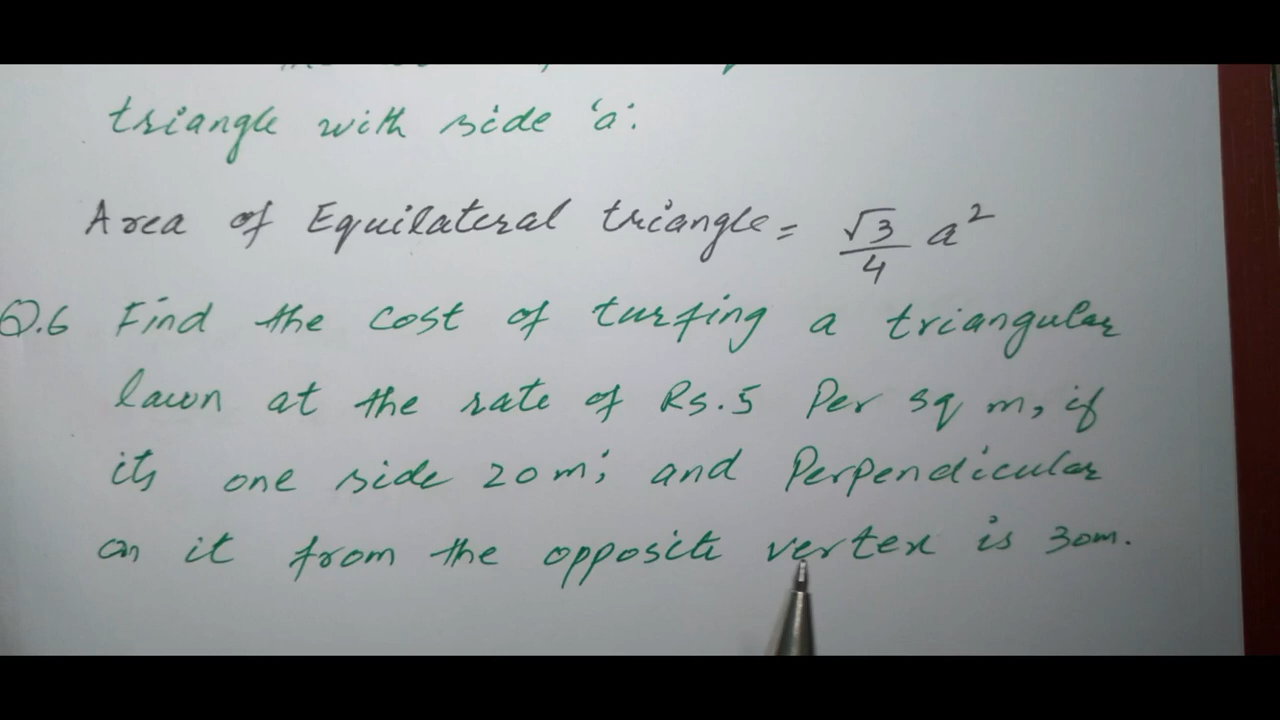 triangle with side 'a'.
Area of Equilateral triangle = √3/4 a²
Q.6 Find the cost of turfing a triangular
lawn at the rate of Rs.5 Per sq m, if
its one side 20m; and Perpendicular
on it from the opposite vertex is 30m.